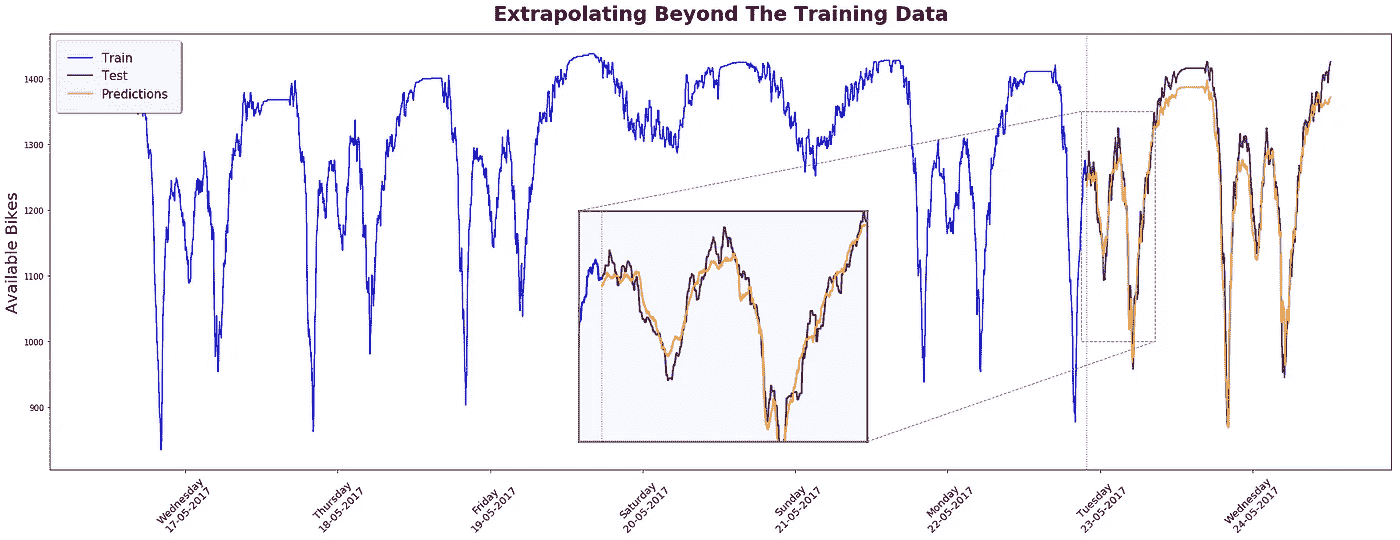 Extrapolating Beyond The Training Data
Train
Test
Predictions
Available Bikes
1400
1300
1200
1100
1000
900
Wednesday
17-05-2017
Thursday
18-05-2017
Friday
19-05-2017
Saturday
20-05-2017
Sunday
21-05-2017
Monday
22-05-2017
Tuesday
23-05-2017
Wednesday
24-05-2017